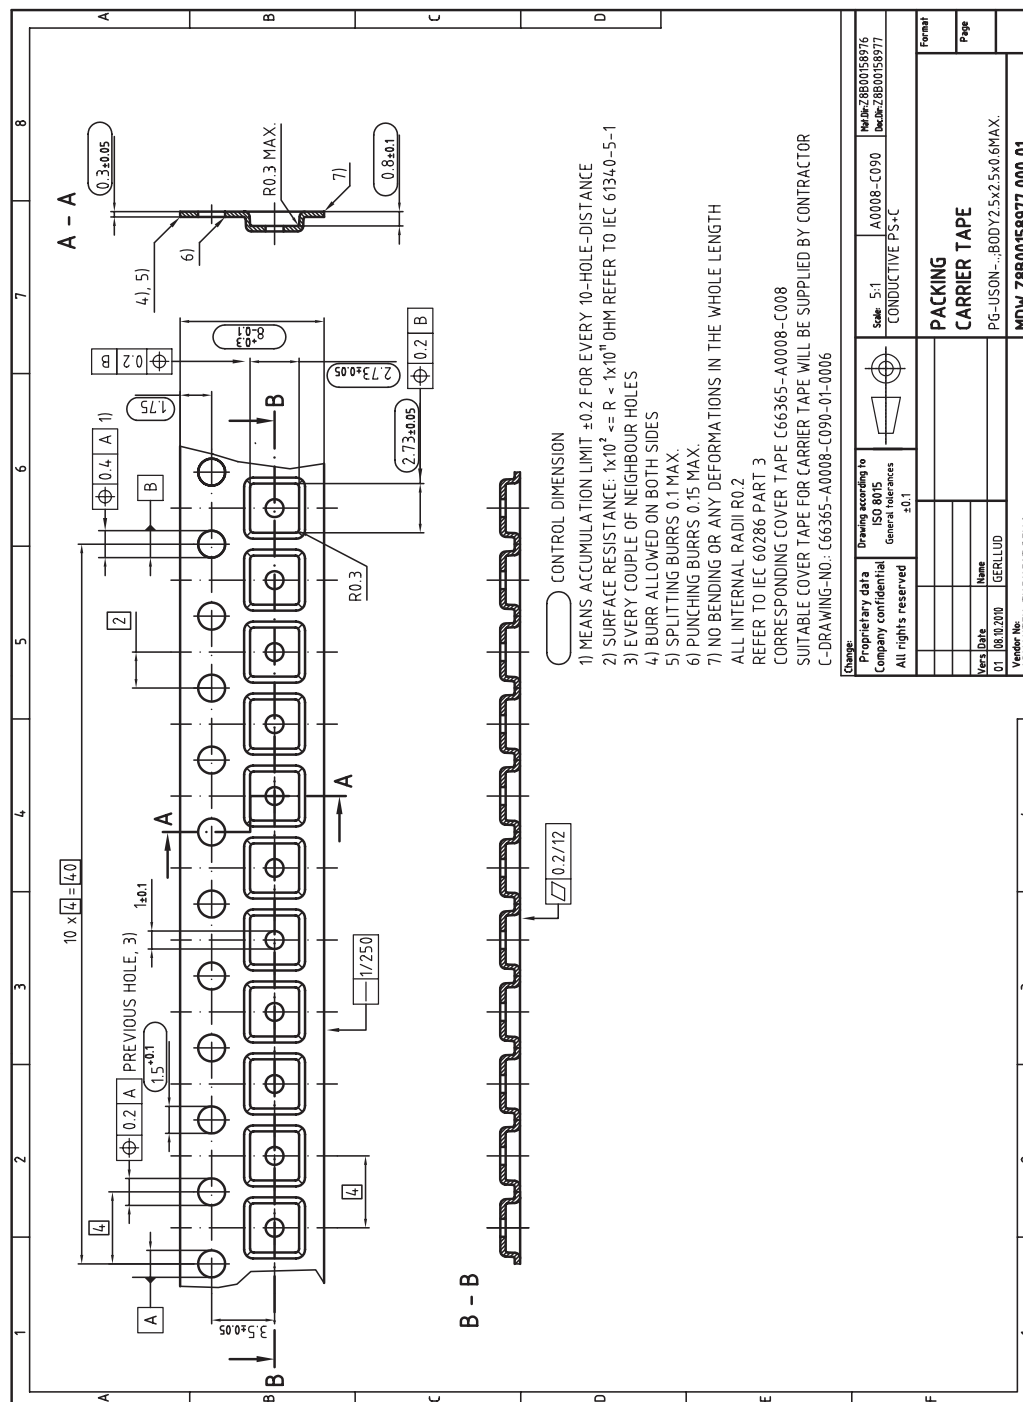 A
B
C
D
8
7
6
5
4
3
2
1
A
B
C
D
E
F
A - A
0.3±0.05
R0.3 MAX.
0.8±0.1
4), 5)
6)
7)
8+0.3-0.1
0.2 B
2.73±0.05
0.2 B
2.73±0.05
1.75
0.4 A 1)
B
B
2
R0.3
A
A
10 x 4 = 40
1±0.1
0.2 A PREVIOUS HOLE, 3)
1.5+0.1
1/250
4
4
A
3.5±0.05
B
B - B
0.2/12
CONTROL DIMENSION
1) MEANS ACCUMULATION LIMIT ±0.2 FOR EVERY 10-HOLE-DISTANCE
2) SURFACE RESISTANCE: 1x10² <= R < 1x10¹¹ OHM REFER TO IEC 61340-5-1
3) EVERY COUPLE OF NEIGHBOUR HOLES
4) BURR ALLOWED ON BOTH SIDES
5) SPLITTING BURRS 0.1 MAX.
6) PUNCHING BURRS 0.15 MAX.
7) NO BENDING OR ANY DEFORMATIONS IN THE WHOLE LENGTH
ALL INTERNAL RADII R0.2
REFER TO IEC 60286 PART 3
CORRESPONDING COVER TAPE C66365-A0008-C008
SUITABLE COVER TAPE FOR CARRIER TAPE WILL BE SUPPLIED BY CONTRACTOR
C-DRAWING-NO.: C66365-A0008-C090-01-0006
Change:
Proprietary data
Company confidential
All rights reserved
Drawing according to
ISO 8015
General tolerances
±0.1
Scale: 5:1
A0008-C090
Mat.Dir.:Z8B00158976
Doc.Dir.:Z8B00158977
CONDUCTIVE PS+C
PACKING
CARRIER TAPE
PG-USON-..;BODY2.5x2.5x0.6MAX.
MDW Z8B00158977 000 01
Format
Page
Vers. Date Name
01 08.10.2010 GERLLUD
Vendor No: